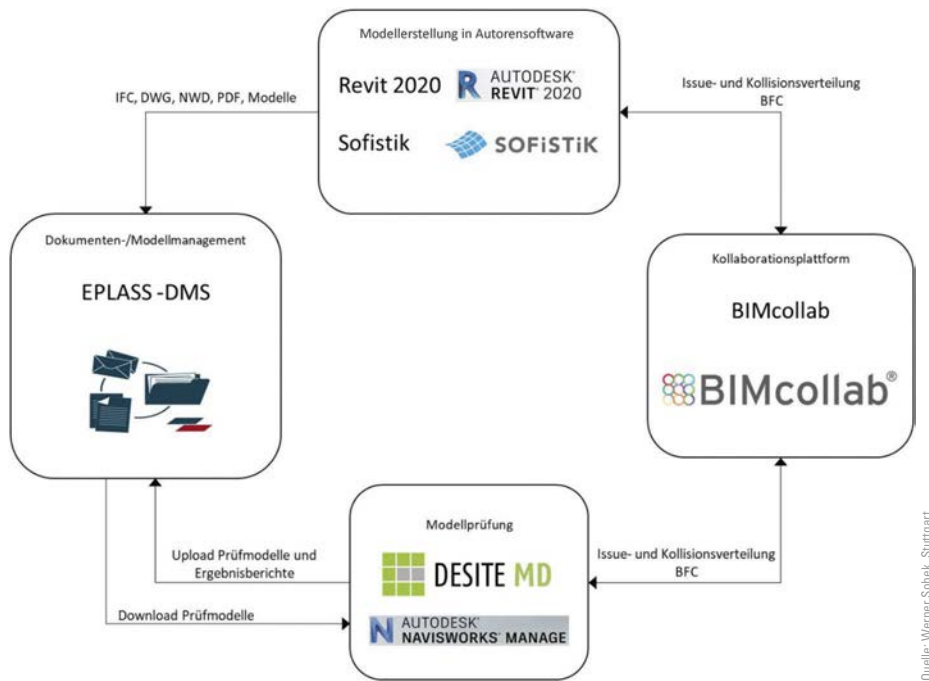 Modellerstellung in Autorensoftware
Revit 2020
AUTODESK®
REVIT® 2020
Sofistik
SOFiSTiK
IFC, DWG, NWD, PDF, Modelle
Issue- und Kollisionsverteilung
BFC
Dokumenten-/Modellmanagement
EPLASS -DMS
Kollaborationsplattform
BIMcollab
BIMcollab®
Modellprüfung
DESITE MD
AUTODESK®
NAVISWORKS® MANAGE
Upload Prüfmodelle und
Ergebnisberichte
Download Prüfmodelle
Issue- und Kollisionsverteilung
BFC
Quelle: Werner Sobek, Stuttgart